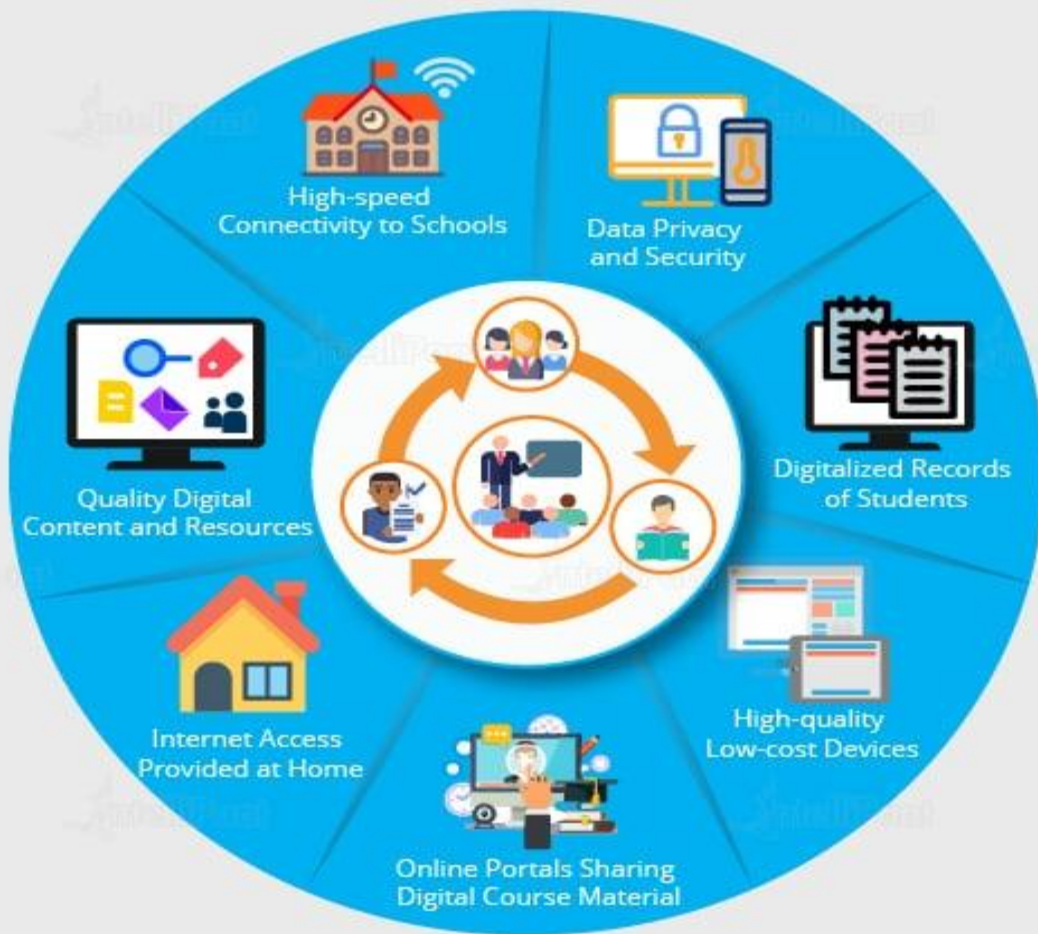 High-speed
Connectivity to Schools
Data Privacy
and Security
Digitalized Records
of Students
High-quality
Low-cost Devices
Online Portals Sharing
Digital Course Material
Internet Access
Provided at Home
Quality Digital
Content and Resources